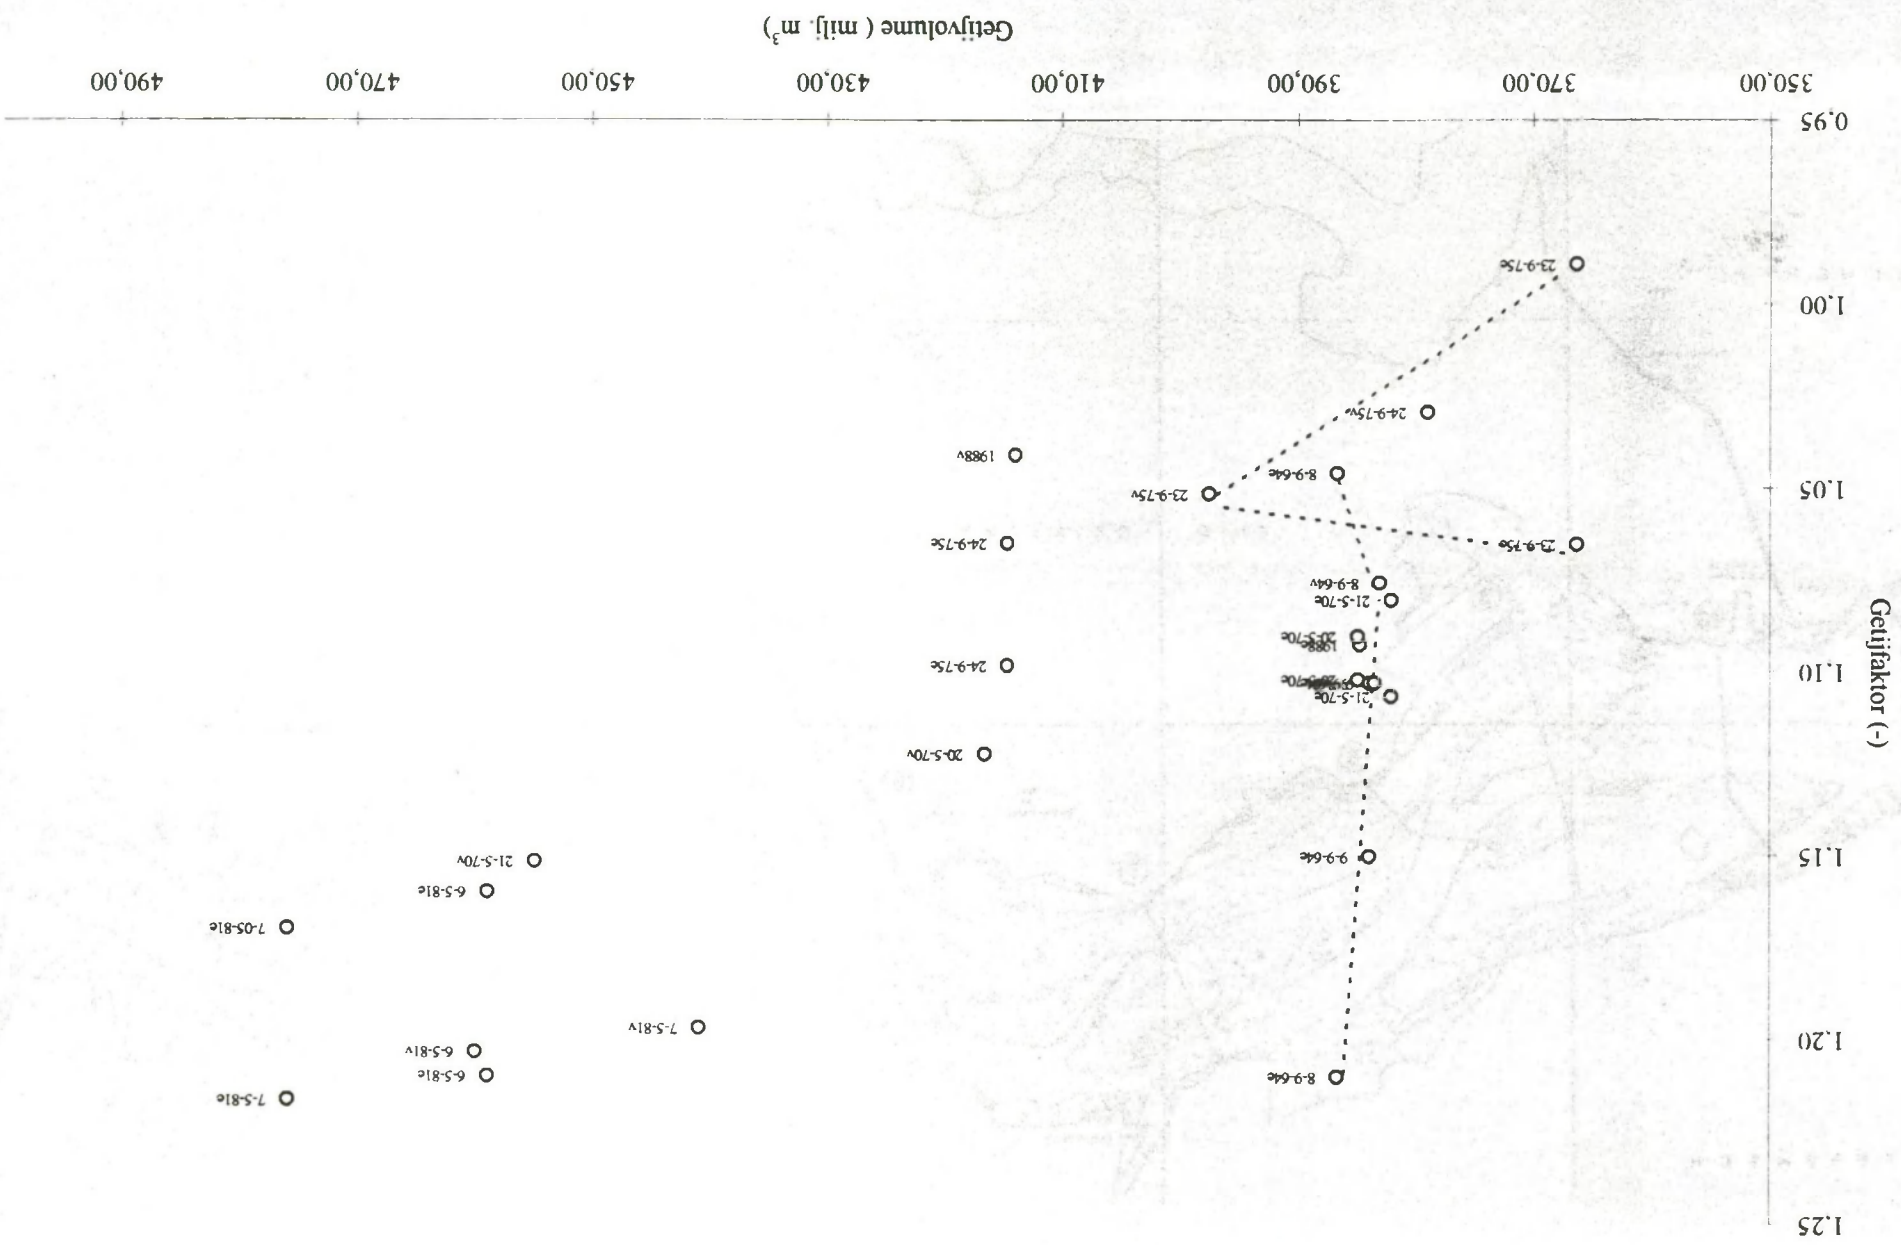 Getijfaktor (-)
1.25
1.20
1.15
1.10
1.05
1.00
0.95
8-9-64e
7-5-81e
6-5-81e
6-5-81v
7-5-81v
7-05-81e
6-5-81e
21-5-70v
9-9-64e
20-5-70v
21-5-70e
24-9-75e
1988e
20-5-70e
21-5-70e
8-9-64v
23-9-75e
24-9-75e
23-9-75v
8-9-64e
1988v
24-9-75v
23-9-75e
350,00
370,00
390,00
410,00
430,00
450,00
470,00
490,00
Getijvolume ( milj. m³)